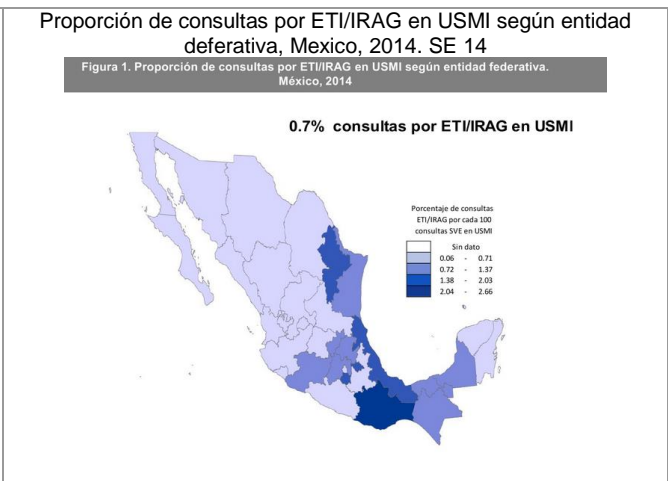 Proporción de consultas por ETI/IRAG en USMI según entidad
deferativa, Mexico, 2014. SE 14
Figura 1. Proporción de consultas por ETI/IRAG en USMI según entidad federativa.
México, 2014
0.7% consultas por ETI/IRAG en USMI
Porcentaje de consultas
ETI/IRAG por cada 100
consultas SVE en USMI
Sin dato
0.06 - 0.71
0.72 - 1.37
1.38 - 2.03
2.04 - 2.66